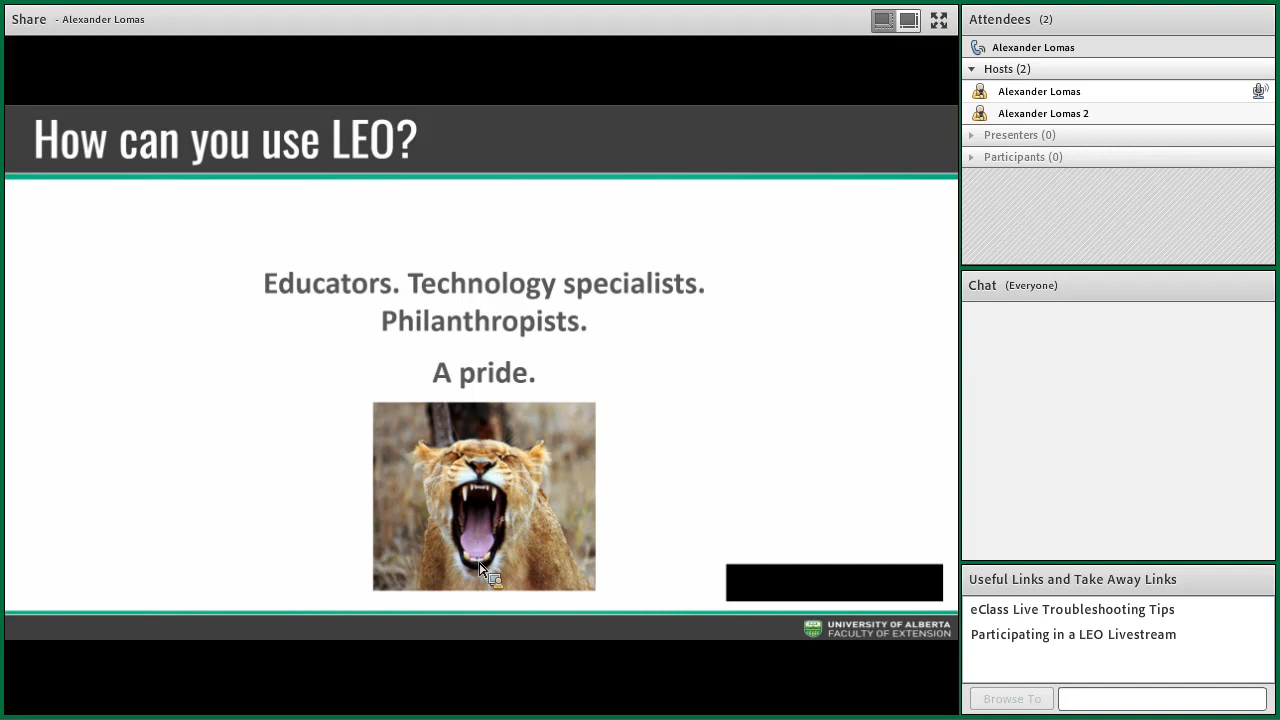 Share - Alexander Lomas
How can you use LEO?
Educators. Technology specialists.
Philanthropists.
A pride.
UNIVERSITY OF ALBERTA
FACULTY OF EXTENSION
Attendees (2)
Alexander Lomas
Hosts (2)
Alexander Lomas
Alexander Lomas 2
Presenters (0)
Participants (0)
Chat (Everyone)
Useful Links and Take Away Links
eClass Live Troubleshooting Tips
Participating in a LEO Livestream
Browse To